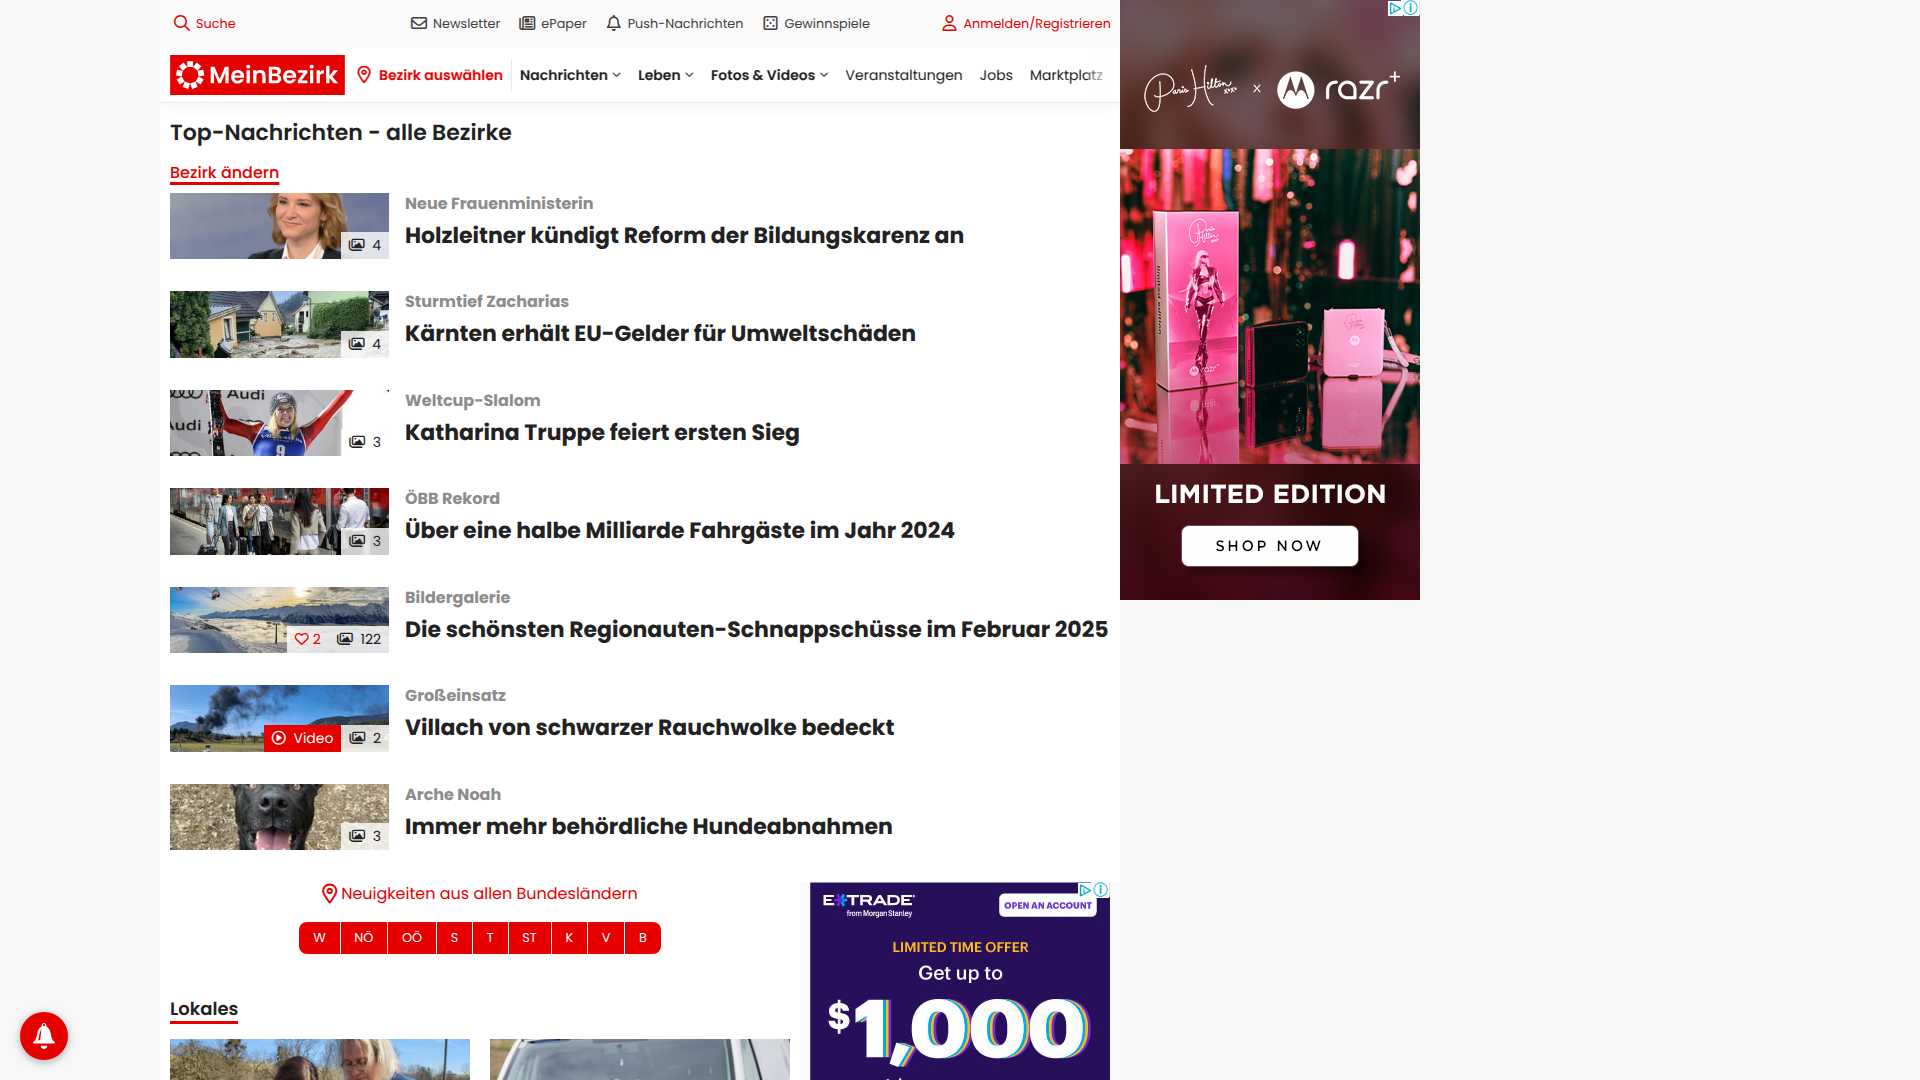 Suche
Newsletter
ePaper
Push-Nachrichten
Gewinnspiele
Anmelden/Registrieren
MeinBezirk
Bezirk auswählen
Nachrichten
Leben
Fotos & Videos
Veranstaltungen
Jobs
Marktplatz
Top-Nachrichten - alle Bezirke
Bezirk ändern
4
Neue Frauenministerin
Holzleitner kündigt Reform der Bildungskarenz an
4
Sturmtief Zacharias
Kärnten erhält EU-Gelder für Umweltschäden
Audi
Audi
9
3
Weltcup-Slalom
Katharina Truppe feiert ersten Sieg
3
ÖBB Rekord
Über eine halbe Milliarde Fahrgäste im Jahr 2024
2
122
Bildergalerie
Die schönsten Regionauten-Schnappschüsse im Februar 2025
Video
2
Großeinsatz
Villach von schwarzer Rauchwolke bedeckt
3
Arche Noah
Immer mehr behördliche Hundeabnahmen
Neuigkeiten aus allen Bundesländern
W
NÖ
OÖ
S
T
ST
K
V
B
Lokales
Paris Hilton
x
razr+
razr+
LIMITED EDITION
SHOP NOW
E*TRADE
from Morgan Stanley
OPEN AN ACCOUNT
LIMITED TIME OFFER
Get up to
$1,000